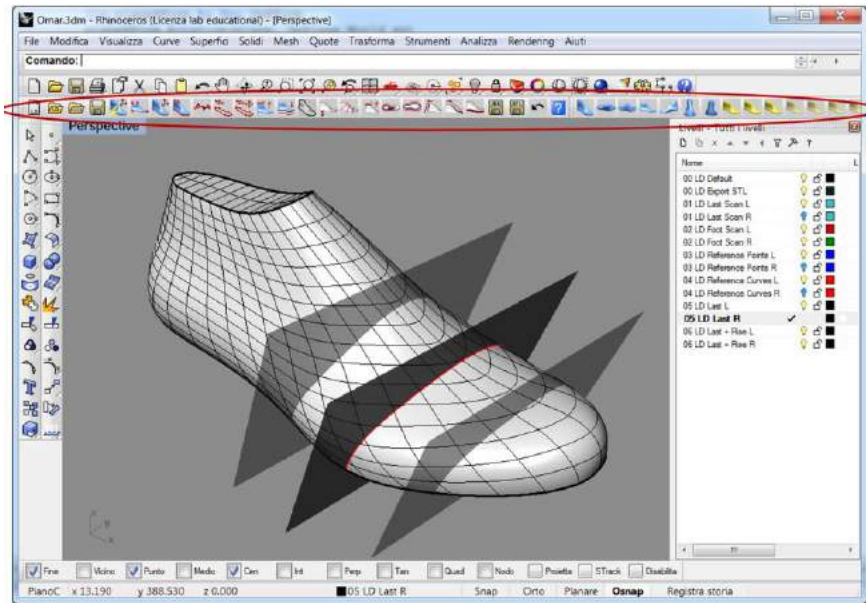 Omar.3dm - Rhinoceros (Licenza lab educational) - [Perspective]
File Modifica Visualizza Curve Superfici Solidi Mesh Quote Trasforma Strumenti Analizza Rendering Aiuti
Comando:
Perspective
Livelli - Tutti i livelli
Nome L
00 LD Default
00 LD Export STL
01 LD Last Scan L
01 LD Last Scan R
02 LD Foot Scan L
02 LD Foot Scan R
03 LD Reference Points L
03 LD Reference Points R
04 LD Reference Curves L
04 LD Reference Curves R
05 LD Last L
05 LD Last R
06 LD Last + Rise L
06 LD Last + Rise R
Fine Vicino Punto Medio Cen Int Perp Tan Quad Nodo Proietta STrack Disabilita
PianoC x 13.190 y 388.530 z 0.000 05 LD Last R Snap Orto Planare Osnap Registra storia